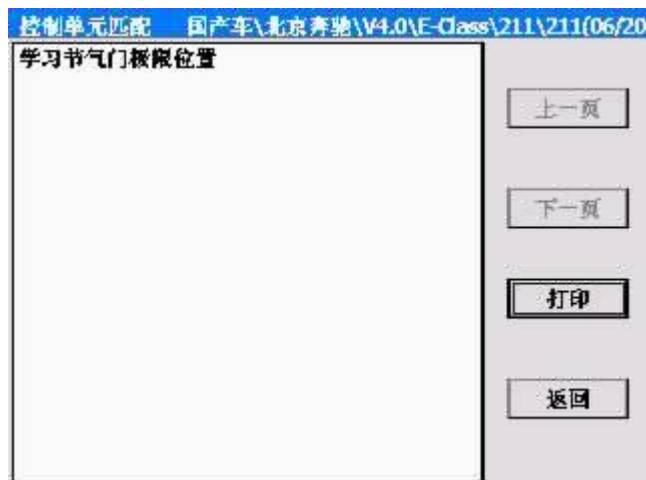 控制单元匹配 国产车\北京奔驰\V4.0\E-Class\211\211(06/20
学习节气门极限位置
上一页
下一页
打印
返回